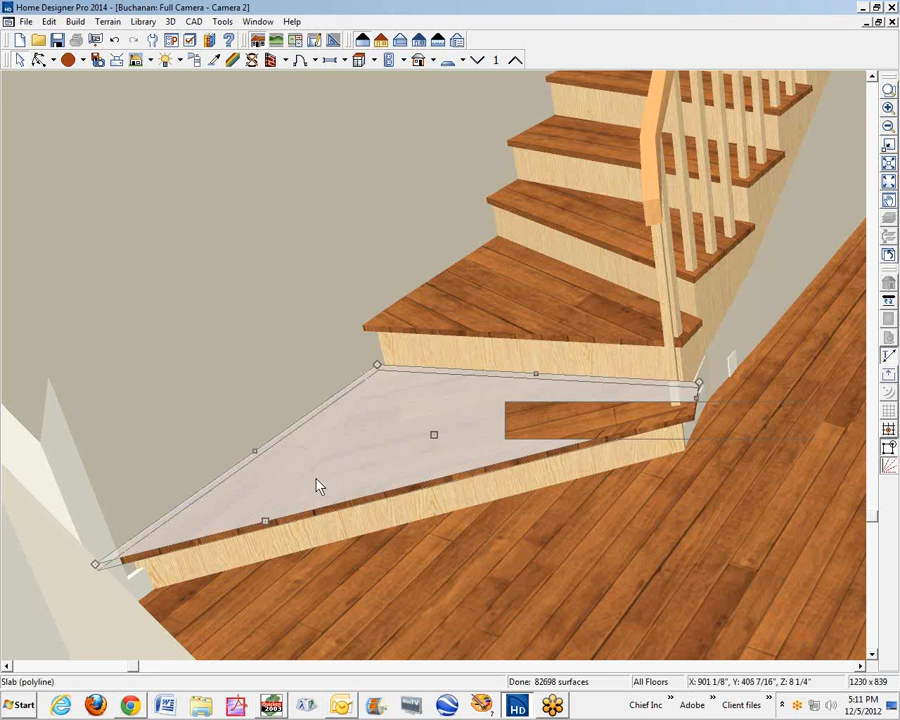 Home Designer Pro 2014 - [Buchanan: Full Camera - Camera 2]
File Edit Build Terrain Library 3D CAD Tools Window Help
1
Slab (polyline) Done: 82698 surfaces All Floors X: 901 1/8", Y: 405 7/16", Z: 8 1/4" 1230 x 839
Start HD Chief Inc » Adobe » Client files » 5:11 PM
12/5/2012